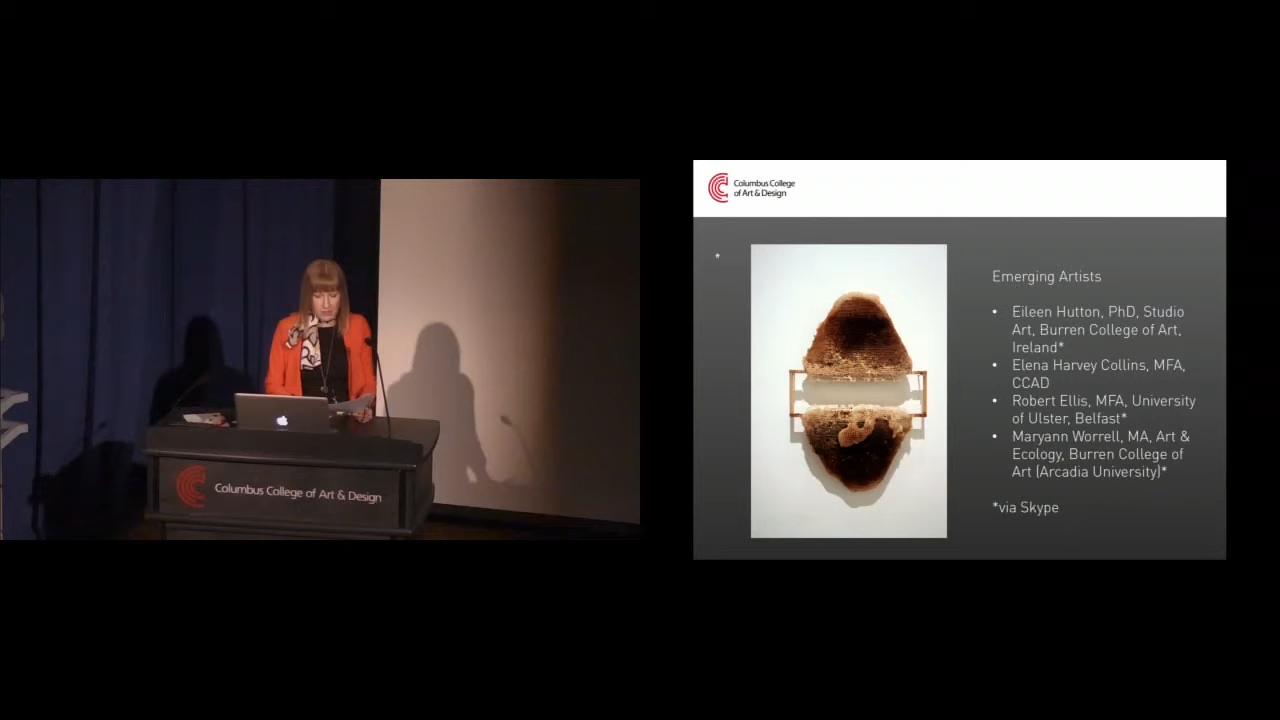 Columbus College of Art & Design
Columbus College
of Art & Design
*
Emerging Artists
• Eileen Hutton, PhD, Studio
Art, Burren College of Art,
Ireland*
• Elena Harvey Collins, MFA,
CCAD
• Robert Ellis, MFA, University
of Ulster, Belfast*
• Maryann Worrell, MA, Art &
Ecology, Burren College of
Art (Arcadia University)*
*via Skype